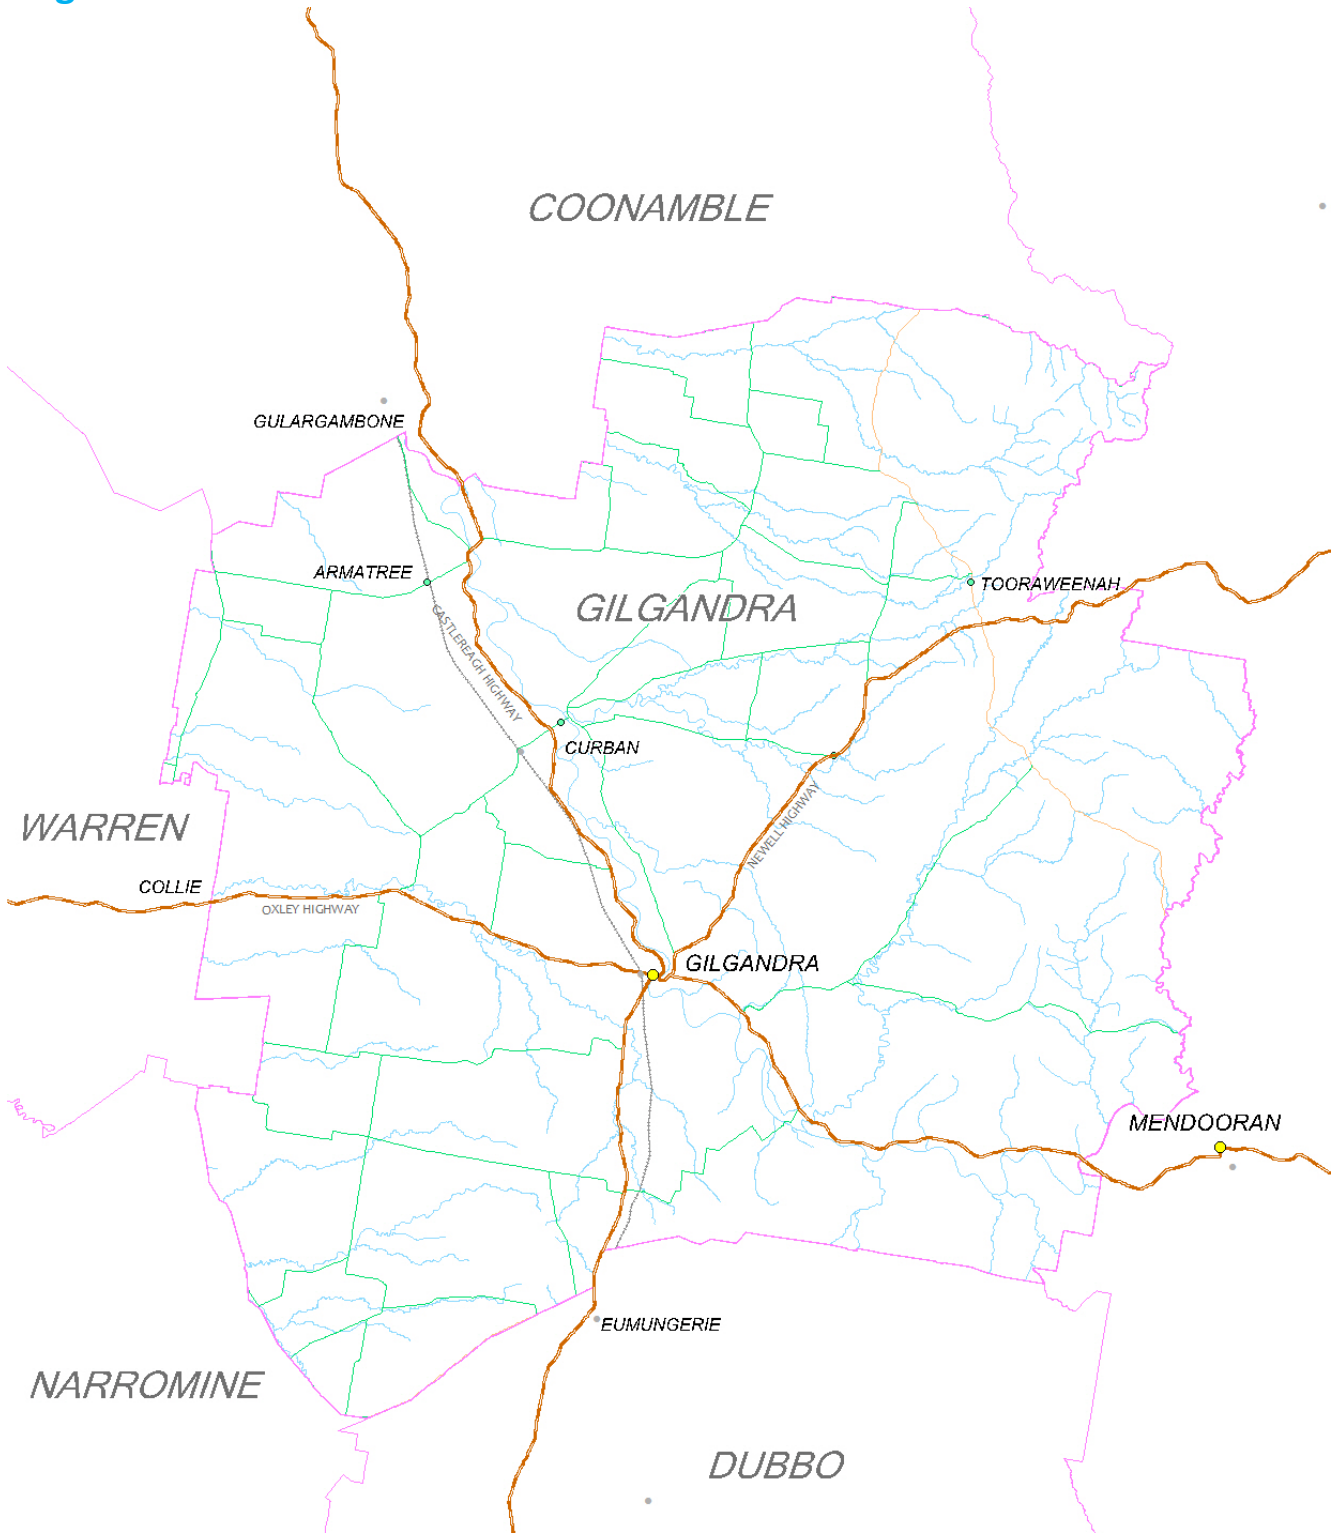 COONAMBLE
GULARGAMBONE
ARMATREE
TOORAWEENAH
GILGANDRA
CASTLEREAGH HIGHWAY
CURBAN
NEWELL HIGHWAY
WARREN
COLLIE
OXLEY HIGHWAY
GILGANDRA
MENDOORAN
EUMUNGERIE
NARROMINE
DUBBO